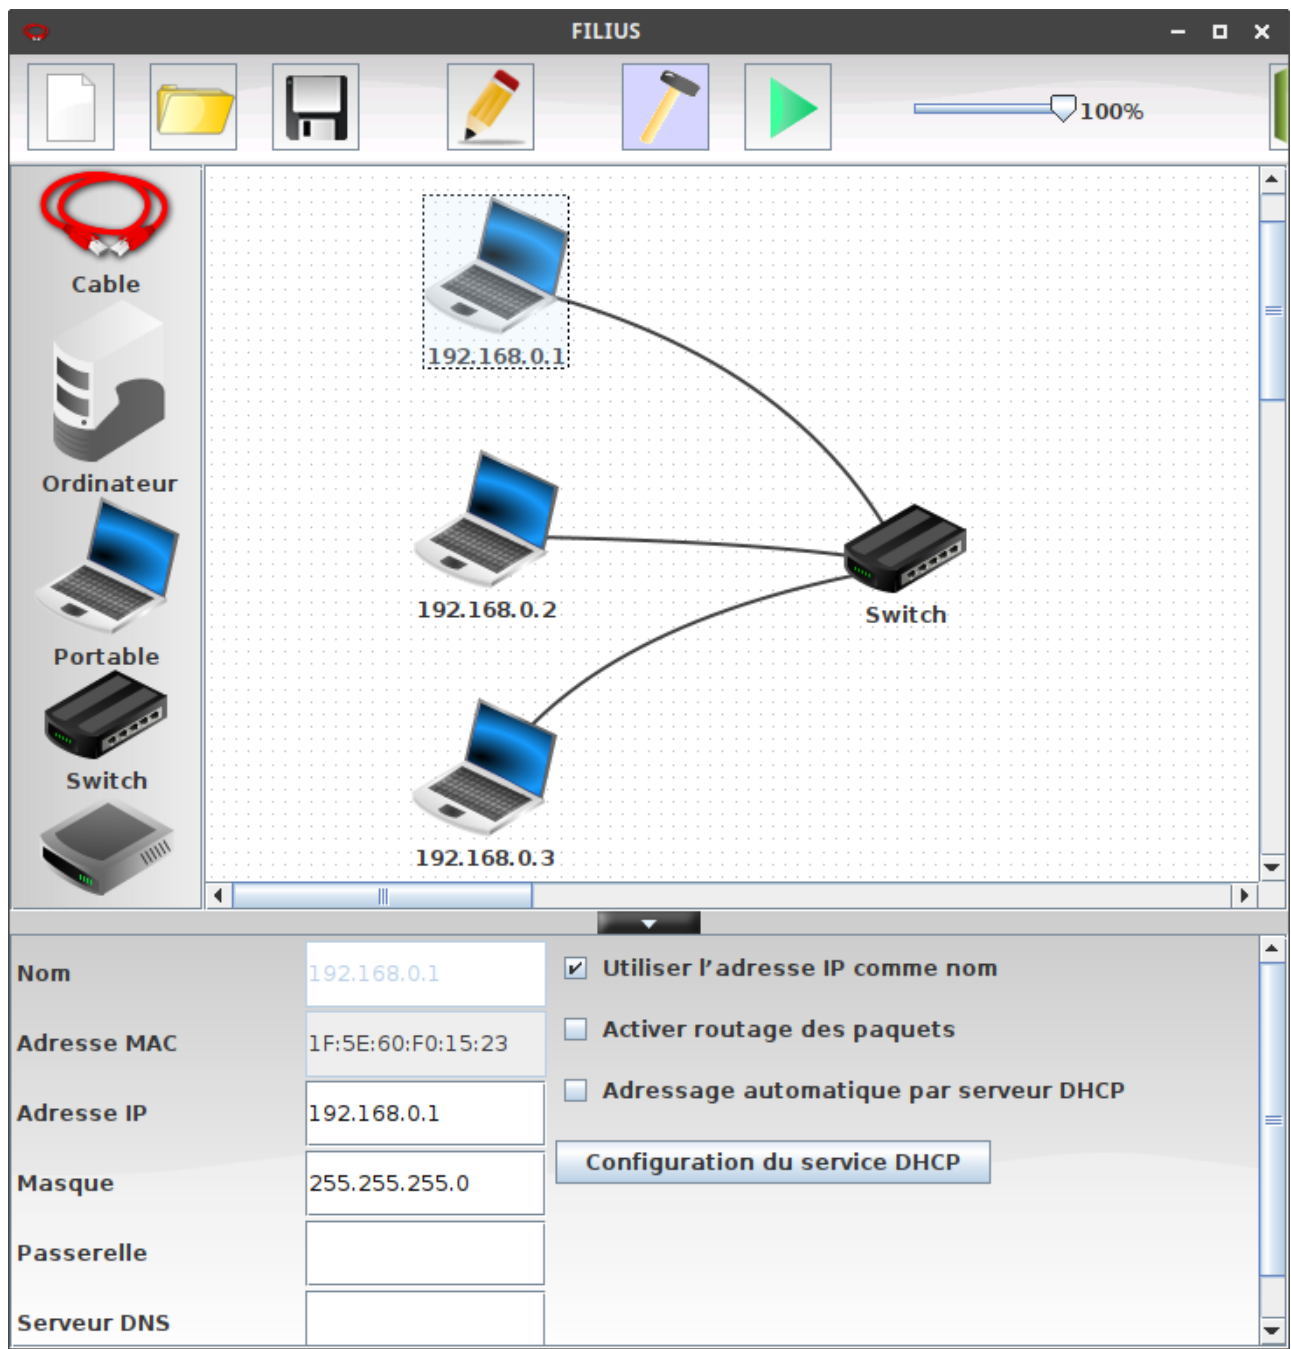 FILIUS
100%
Cable
Ordinateur
Portable
Switch
192.168.0.1
192.168.0.2
192.168.0.3
Switch
Nom 192.168.0.1
Adresse MAC 1F:5E:60:F0:15:23
Adresse IP 192.168.0.1
Masque 255.255.255.0
Passerelle
Serveur DNS
Utiliser l'adresse IP comme nom
Activer routage des paquets
Adressage automatique par serveur DHCP
Configuration du service DHCP